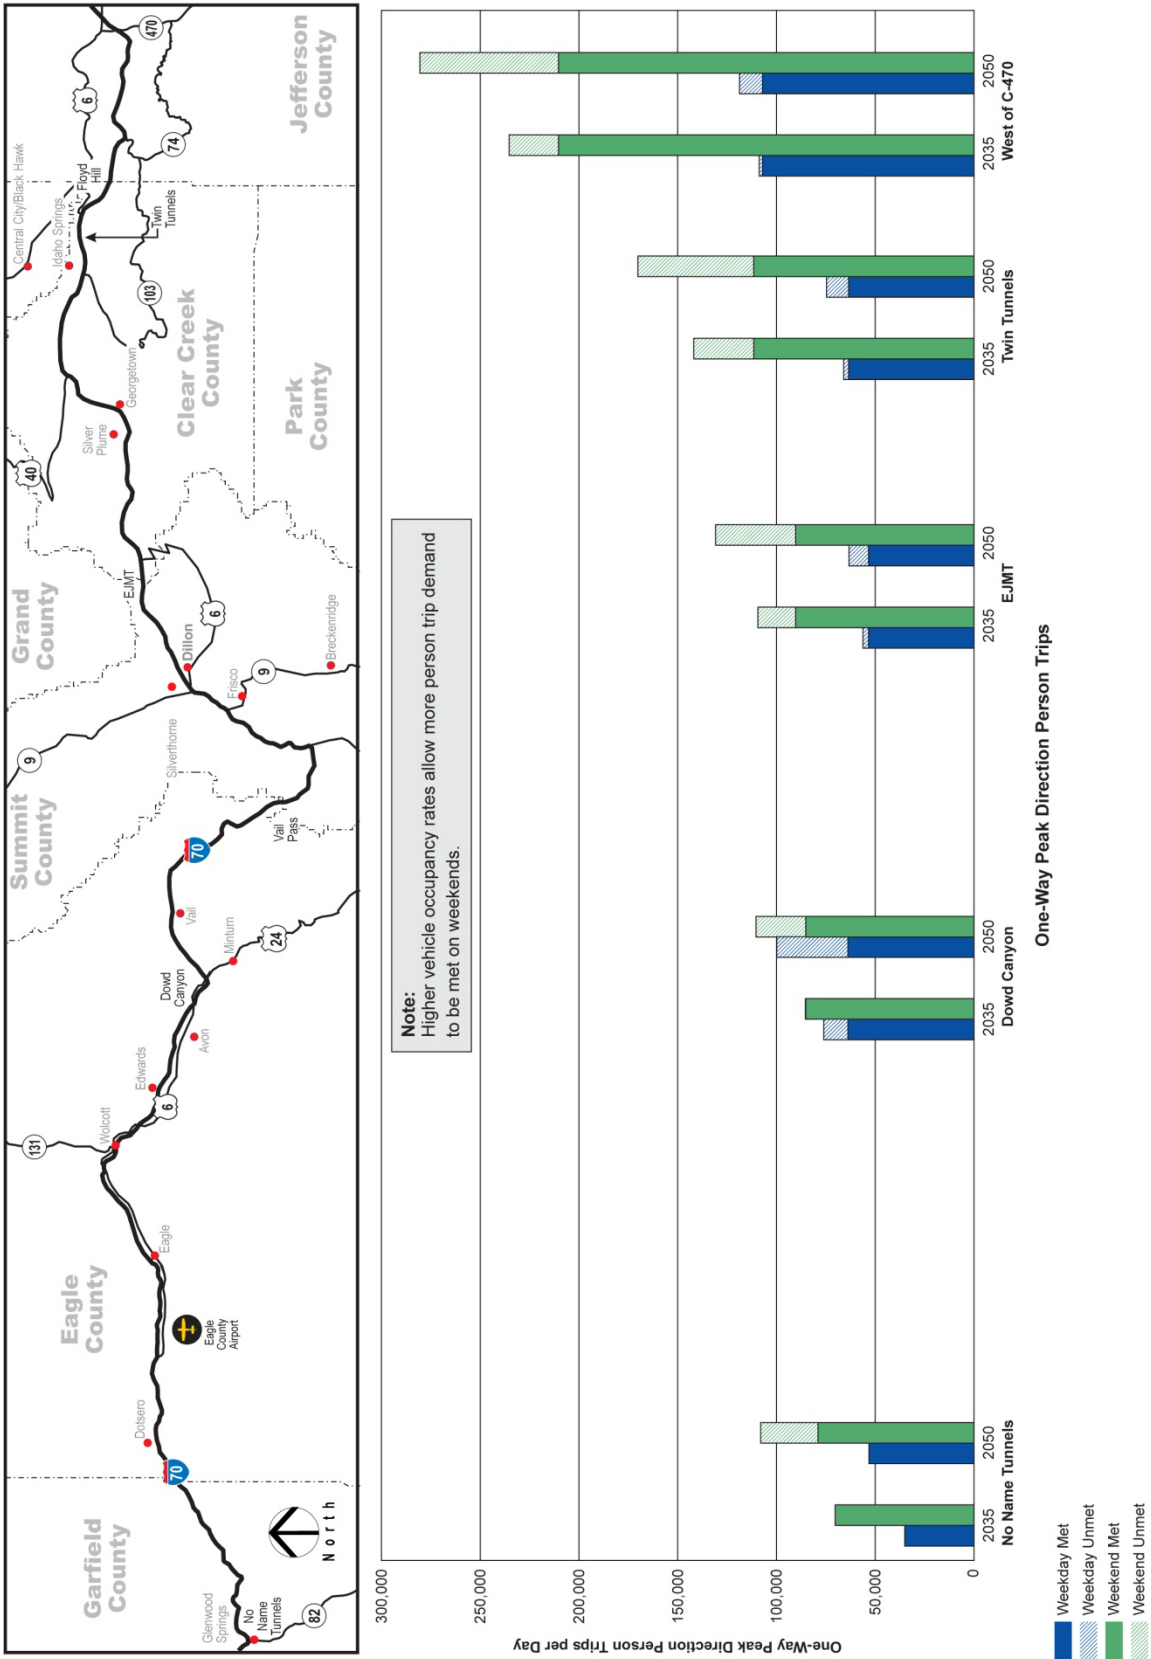 Garfield
County
Eagle
County
Summit
County
Grand
County
Clear Creek
County
Park
County
Jefferson
County
Glenwood
Springs
No
Name
Tunnels
82
North
70
Dotsero
Eagle
County
Airport
Eagle
131
Wolcott
6
Edwards
Avon
Dowd
Canyon
Minturn
24
Vail
70
Vail
Pass
9
Silverthorne
Frisco
9
Breckenridge
Dillon
6
EJMT
40
Silver
Plume
Georgetown
103
Idaho Springs
Central City/Black Hawk
Twin
Tunnels
Floyd
Hill
6
74
470
Note:
Higher vehicle occupancy rates allow more person trip demand
to be met on weekends.
One-Way Peak Direction Person Trips per Day
300,000
250,000
200,000
150,000
100,000
50,000
0
2035
2050
2035
2050
2035
2050
2035
2050
2035
2050
No Name Tunnels
Dowd Canyon
EJMT
Twin Tunnels
West of C-470
One-Way Peak Direction Person Trips
Weekday Met
Weekday Unmet
Weekend Met
Weekend Unmet